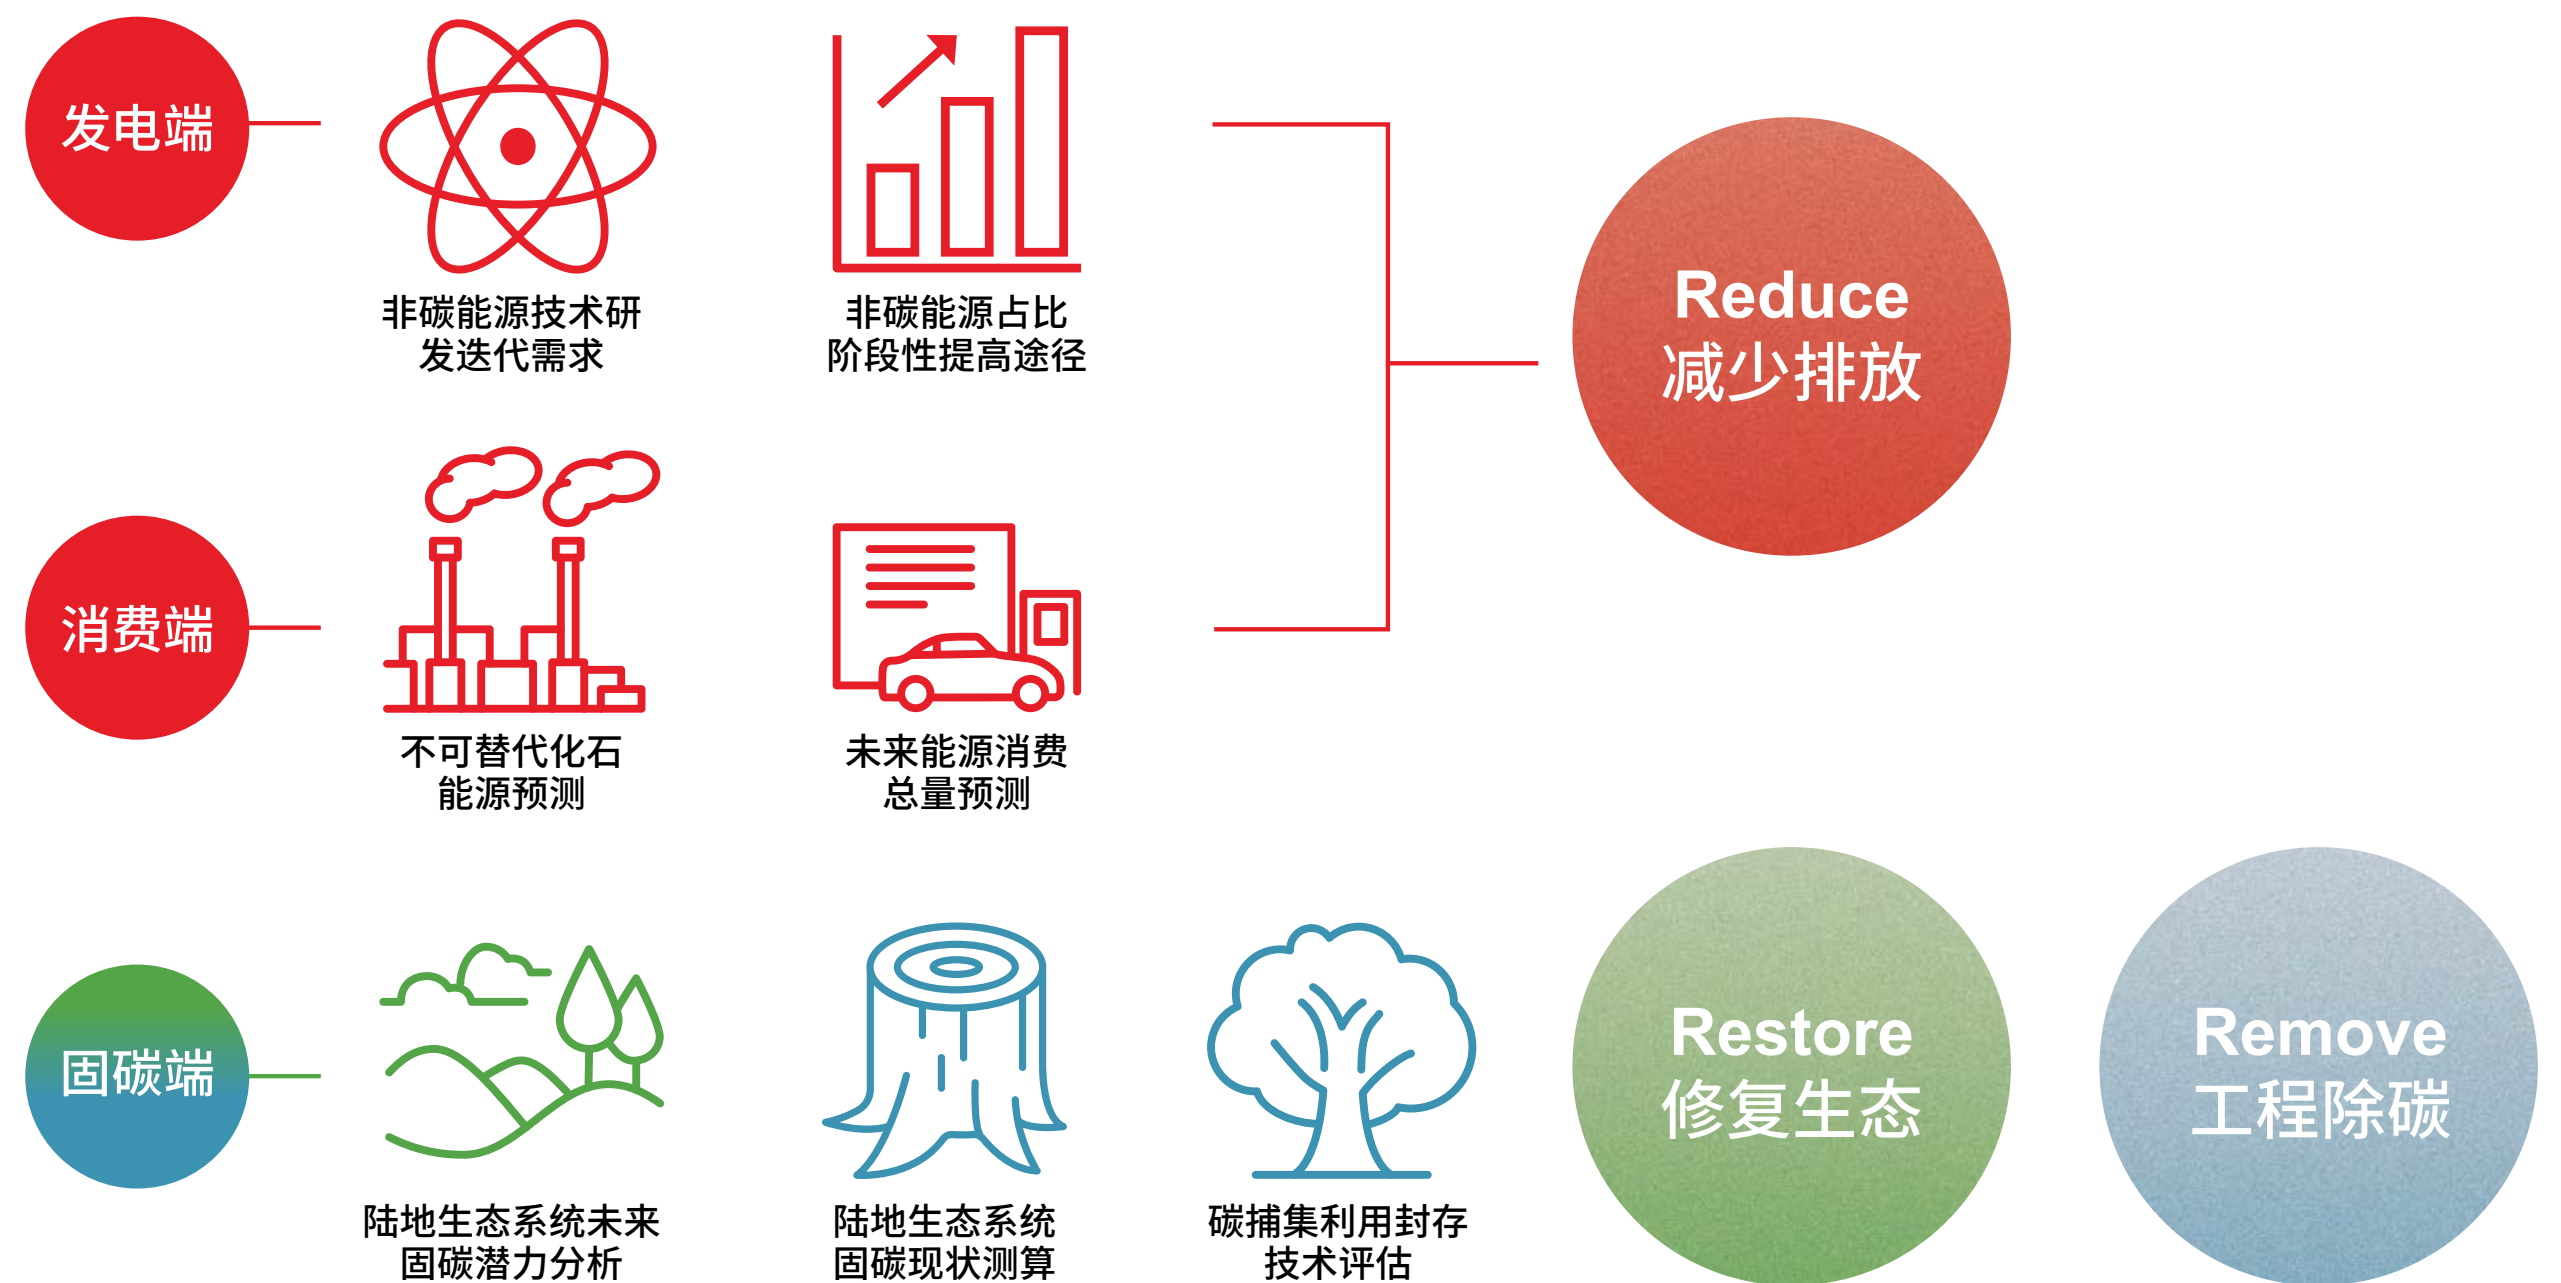 发电端
非碳能源技术研
发迭代需求
非碳能源占比
阶段性提高途径
Reduce
减少排放
消费端
不可替代化石
能源预测
未来能源消费
总量预测
固碳端
陆地生态系统未来
固碳潜力分析
陆地生态系统
固碳现状测算
碳捕集利用封存
技术评估
Restore
修复生态
Remove
工程除碳